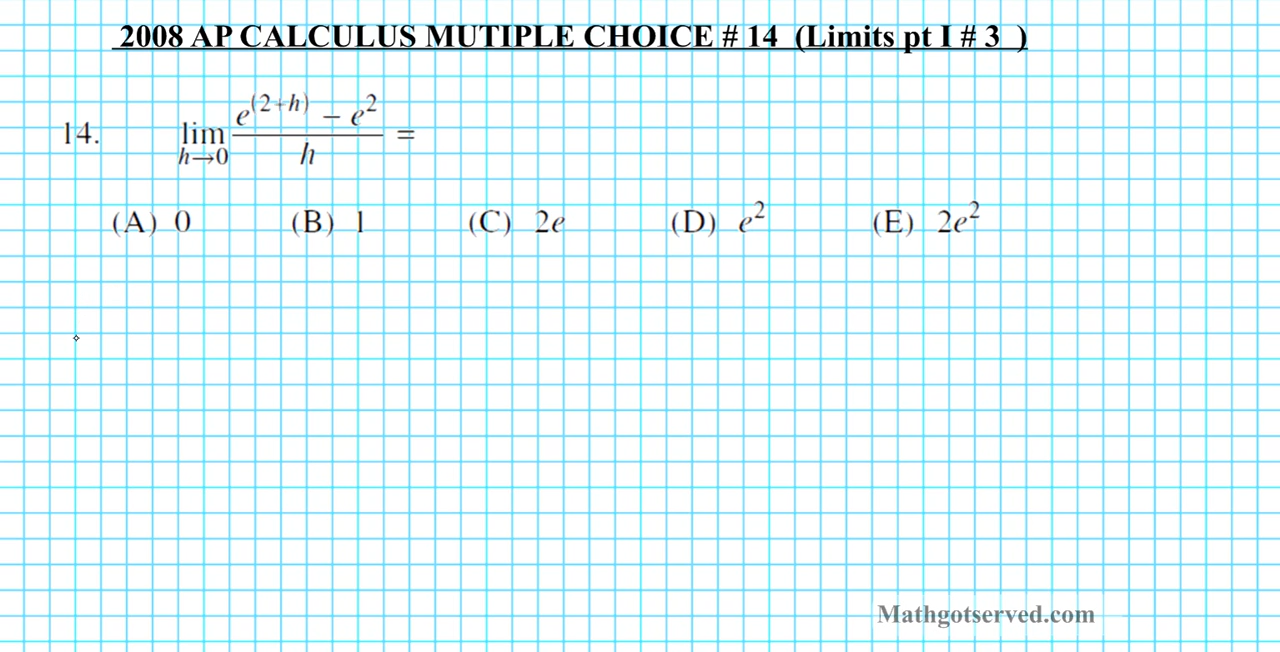 2008 AP CALCULUS MUTIPLE CHOICE # 14 (Limits pt I # 3 )
14. lim h→0 e^(2+h) − e^2 / h =
(A) 0 (B) 1 (C) 2e (D) e^2 (E) 2e^2
Mathgotserved.com